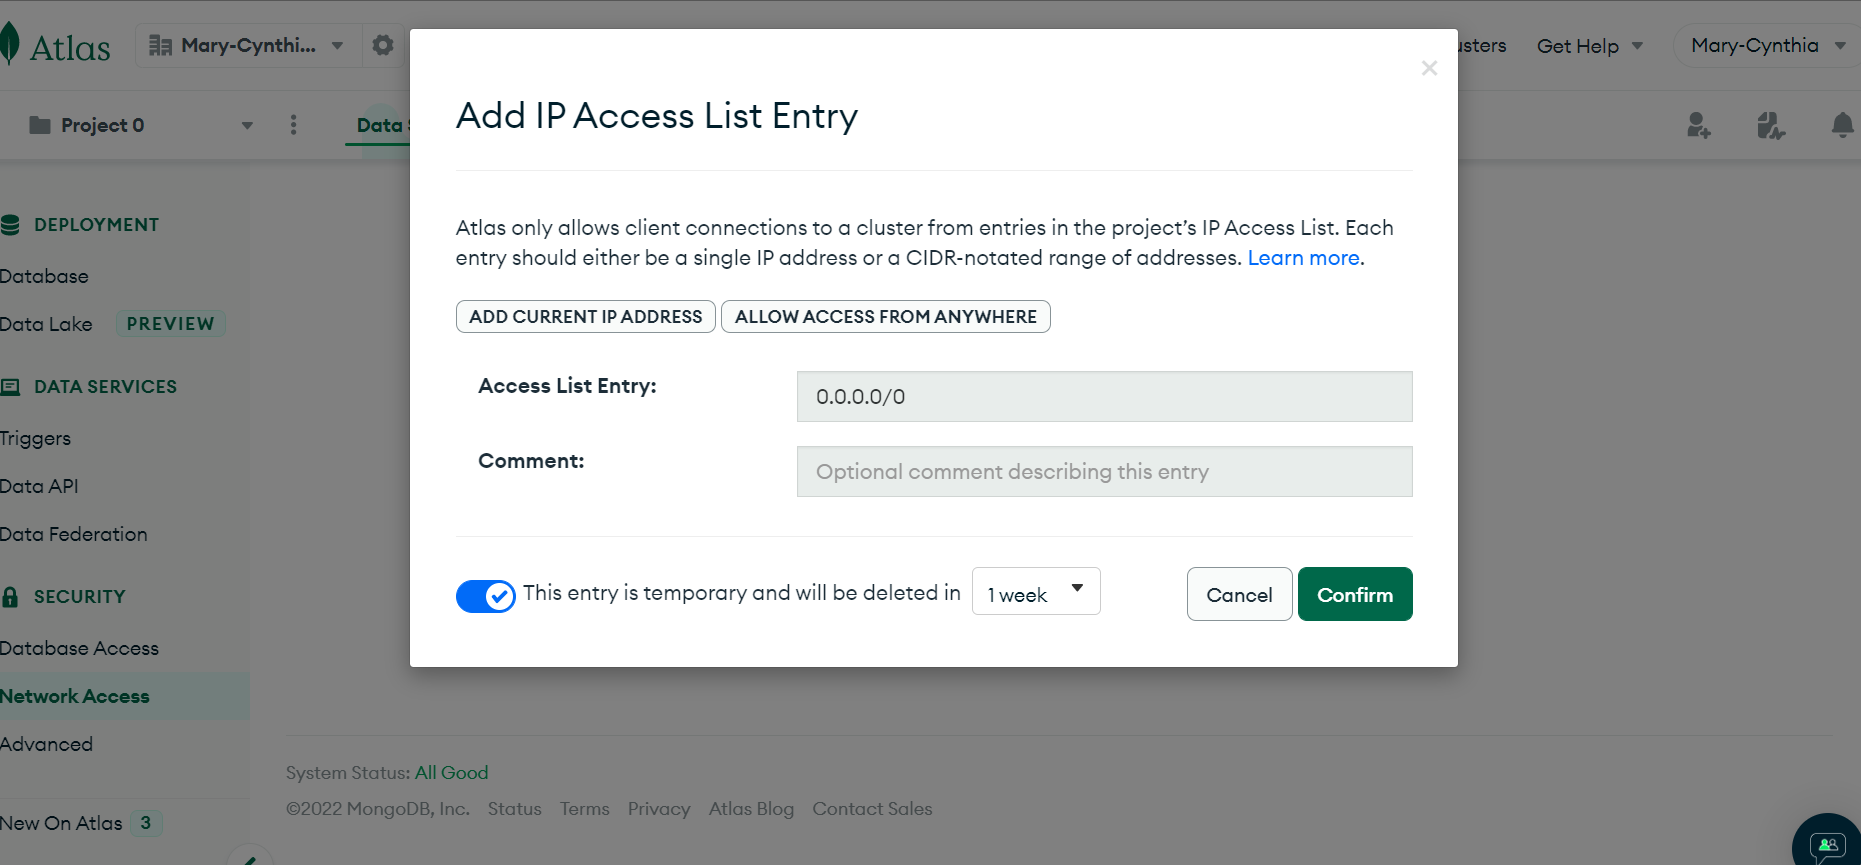 Atlas
Mary-Cynthi...
usters
Get Help
Mary-Cynthia
Project 0
Data
DEPLOYMENT
Database
Data Lake PREVIEW
DATA SERVICES
Triggers
Data API
Data Federation
SECURITY
Database Access
Network Access
Advanced
New On Atlas 3
Add IP Access List Entry
Atlas only allows client connections to a cluster from entries in the project’s IP Access List. Each
entry should either be a single IP address or a CIDR-notated range of addresses. Learn more.
ADD CURRENT IP ADDRESS ALLOW ACCESS FROM ANYWHERE
Access List Entry: 0.0.0.0/0
Comment: Optional comment describing this entry
This entry is temporary and will be deleted in 1 week Cancel Confirm
System Status: All Good
©2022 MongoDB, Inc. Status Terms Privacy Atlas Blog Contact Sales